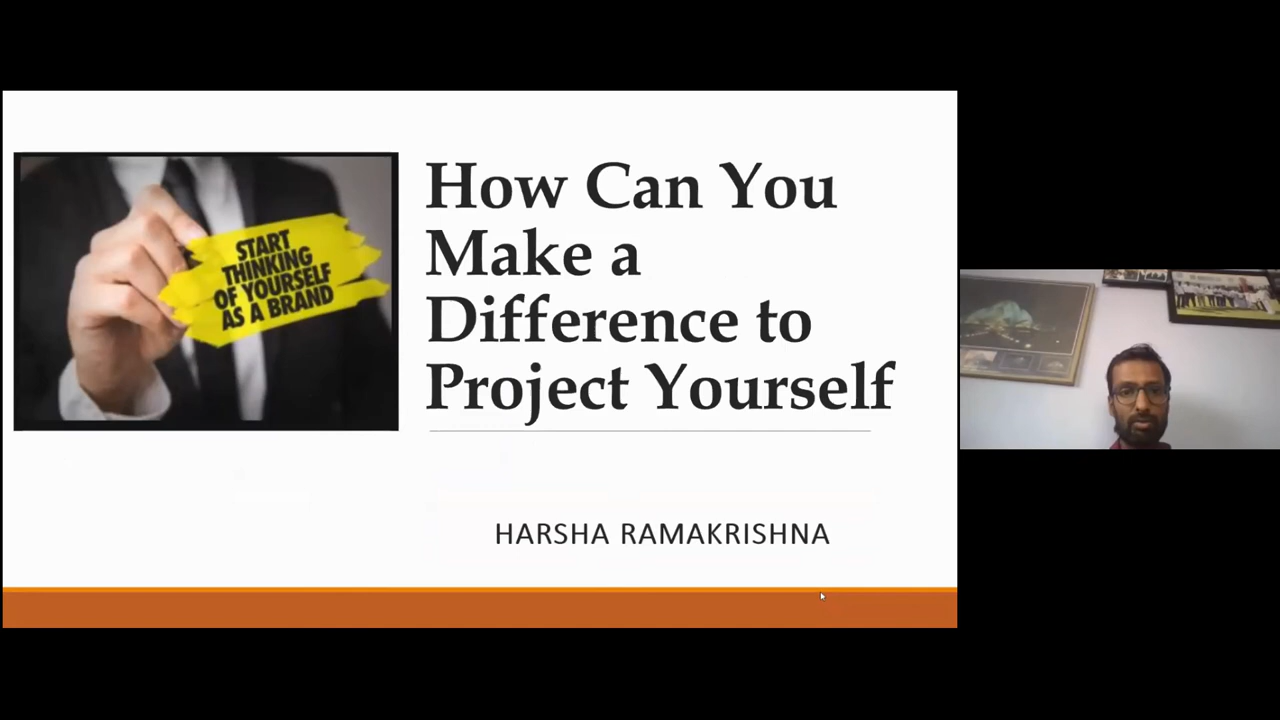 START
THINKING
OF YOURSELF
AS A BRAND
How Can You
Make a
Difference to
Project Yourself
HARSHA RAMAKRISHNA